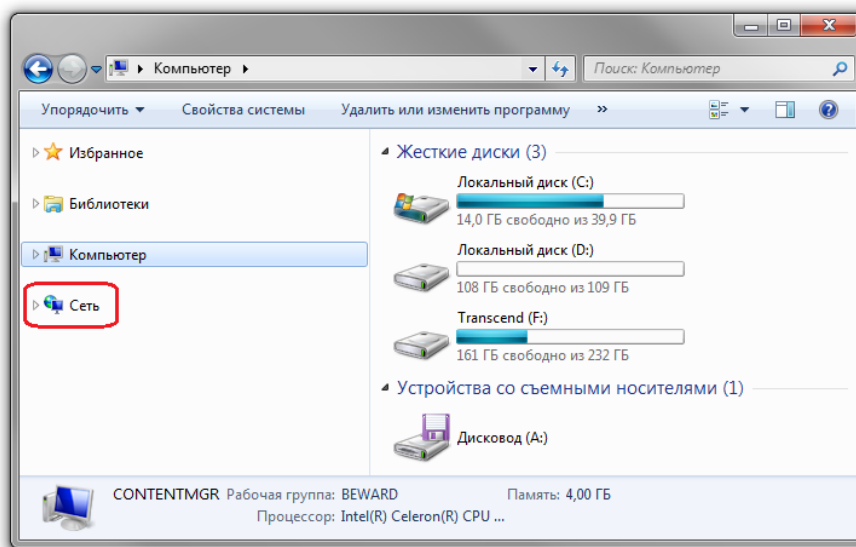 Компьютер
Поиск: Компьютер
Упорядочить Свойства системы Удалить или изменить программу »
Избранное
Библиотеки
Компьютер
Сеть
Жесткие диски (3)
Локальный диск (C:)
14,0 ГБ свободно из 39,9 ГБ
Локальный диск (D:)
108 ГБ свободно из 109 ГБ
Transcend (F:)
161 ГБ свободно из 232 ГБ
Устройства со съемными носителями (1)
Дисковод (A:)
CONTENTMGR Рабочая группа: BEWARD Память: 4,00 ГБ
Процессор: Intel(R) Celeron(R) CPU ...